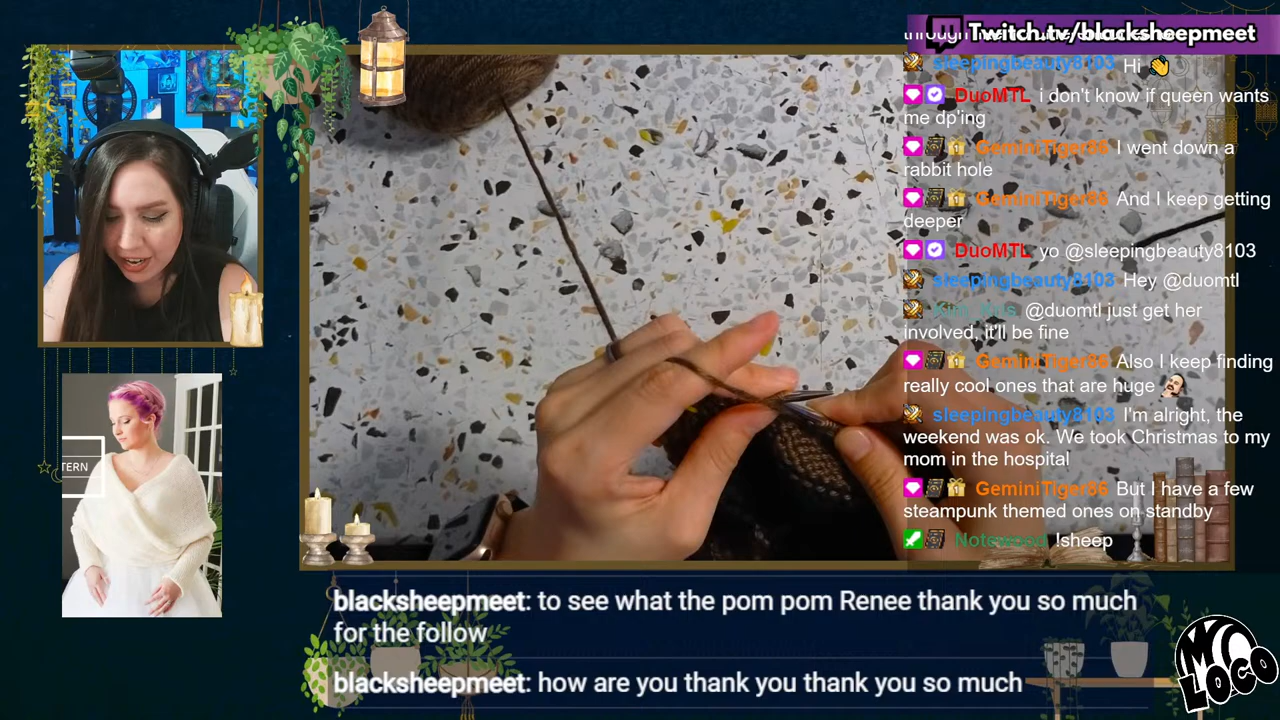 Twitch.tv/blacksheepmeet
sleepingbeauty8103 Hi
DuoMTL i don't know if queen wants
me dp'ing
GeminiTiger86 I went down a
rabbit hole
GeminiTiger86 And I keep getting
deeper
DuoMTL yo @sleepingbeauty8103
sleepingbeauty8103 Hey @duomtl
@duomtl just get her
involved, it'll be fine
GeminiTiger86 Also I keep finding
really cool ones that are huge
sleepingbeauty8103 I'm alright, the
weekend was ok. We took Christmas to my
mom in the hospital
GeminiTiger86 But I have a few
steampunk themed ones on standby
Notewood !sheep
TERN
blacksheepmeet: to see what the pom pom Renee thank you so much
for the follow
blacksheepmeet: how are you thank you thank you so much
MC
LOCO